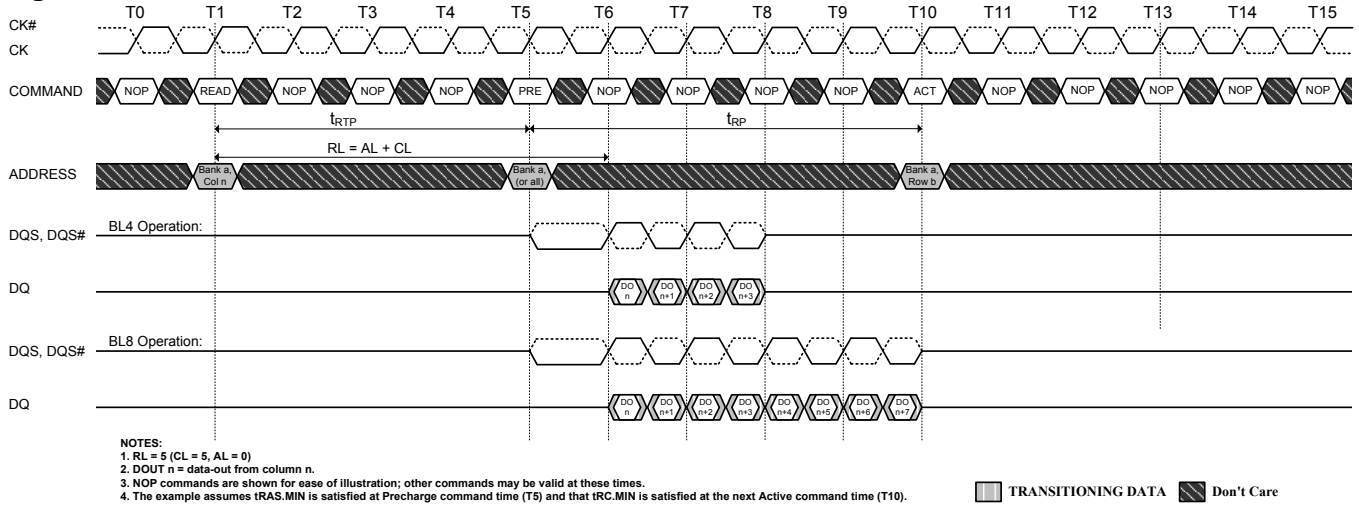 T0 T1 T2 T3 T4 T5 T6 T7 T8 T9 T10 T11 T12 T13 T14 T15
CK#
CK
COMMAND NOP READ NOP NOP NOP PRE NOP NOP NOP NOP ACT NOP NOP NOP NOP NOP
tRTP tRP
RL = AL + CL
ADDRESS
Bank a,
Col n
Bank a,
(or all)
Bank a,
Row b
BL4 Operation:
DQS, DQS#
DQ
DO
n
DO
n+1
DO
n+2
DO
n+3
BL8 Operation:
DQS, DQS#
DQ
DO
n
DO
n+1
DO
n+2
DO
n+3
DO
n+4
DO
n+5
DO
n+6
DO
n+7
NOTES:
1. RL = 5 (CL = 5, AL = 0)
2. DOUT n = data-out from column n.
3. NOP commands are shown for ease of illustration; other commands may be valid at these times.
4. The example assumes tRAS.MIN is satisfied at Precharge command time (T5) and that tRC.MIN is satisfied at the next Active command time (T10).
TRANSITIONING DATA Don't Care